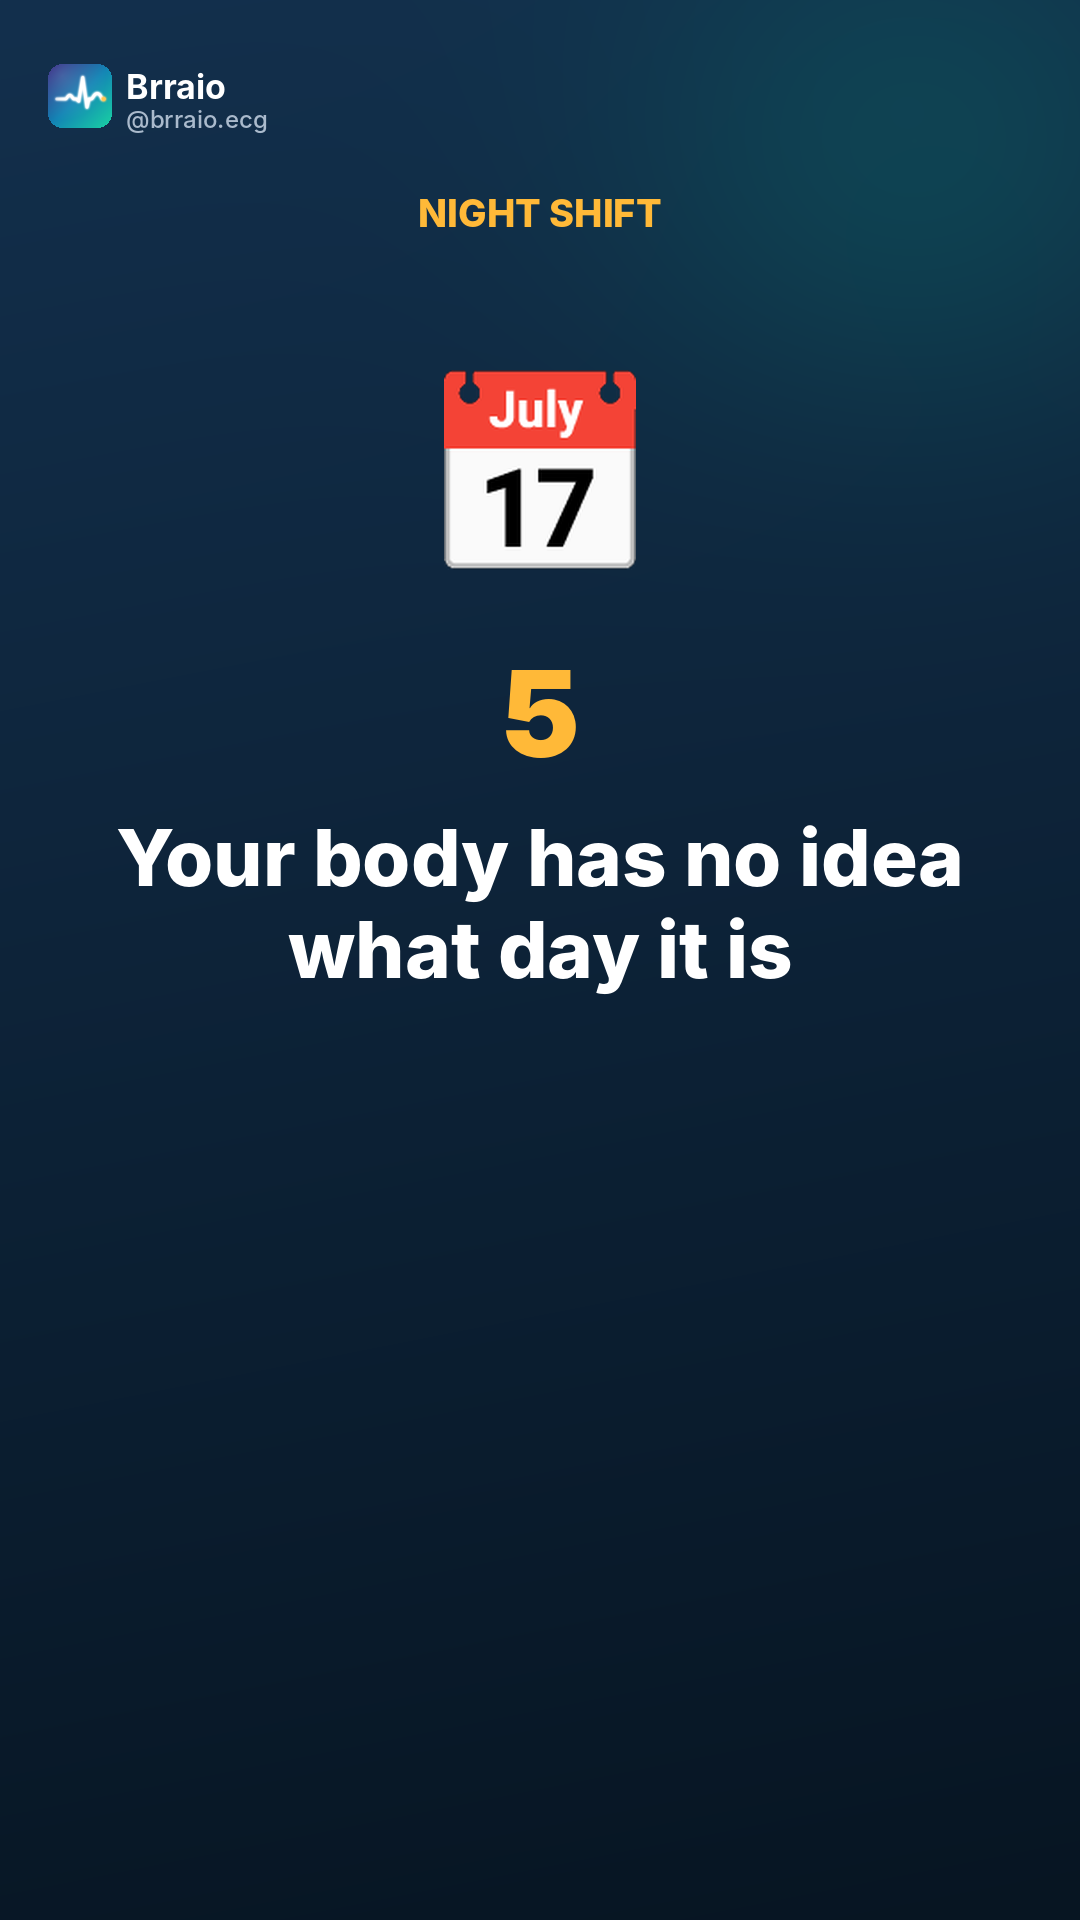 Brraio
@brraio.ecg
NIGHT SHIFT
July
17
5
Your body has no idea
what day it is